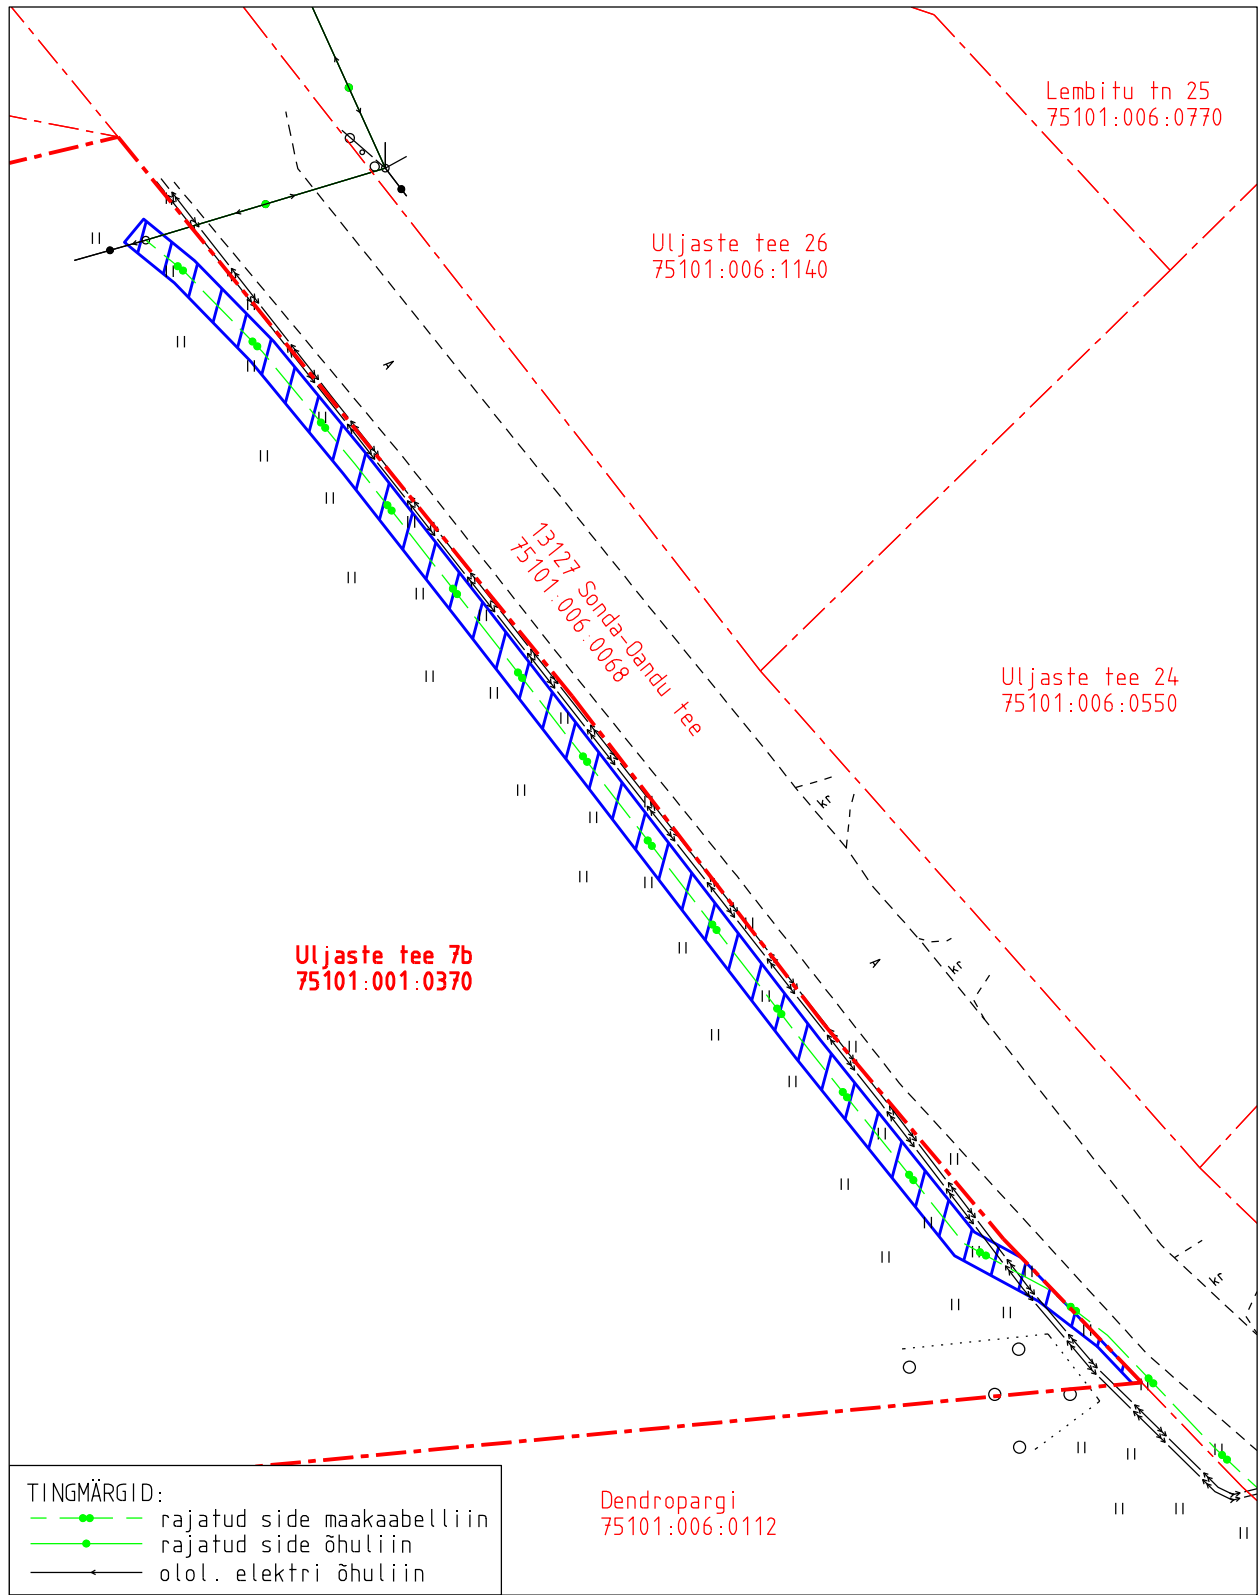 Lembitu tn 25
75101:006:0770
Uljaste tee 26
75101:006:1140
A
13127 Sonda-Oandu tee
75101:006:0068
Uljaste tee 24
75101:006:0550
kr
Uljaste tee 7b
75101:001:0370
A
kr
kr
Dendropargi
75101:006:0112
TINGMÄRGID:
rajatud side maakaabelliin
rajatud side õhuliin
olol. elektri õhuliin